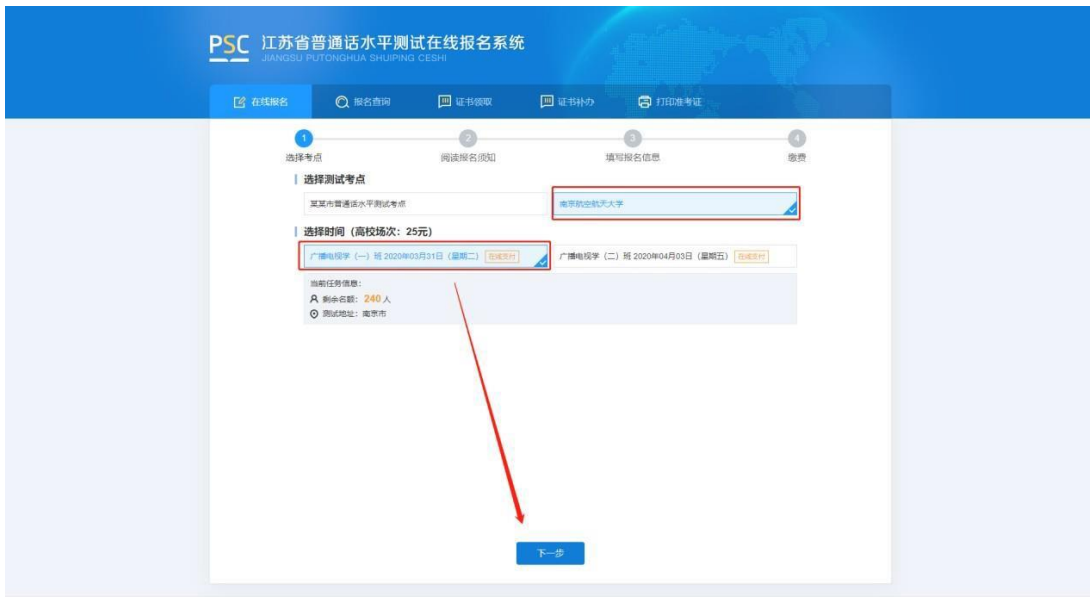 PSC 江苏省普通话水平测试在线报名系统
JIANGSU PUTONGHUA SHUIPING CESHI
在线报名 报名查询 证书领取 证书补办 打印准考证
1 2 3 4
选择考点 阅读报名须知 填写报名信息 缴费
选择测试考点
某某市普通话水平测试考点 南京航空航天大学
选择时间（高校场次：25元）
广播电视学（一）班 2020年03月31日（星期二） 在线支付 广播电视学（二）班 2020年04月03日（星期五） 在线支付
当前任务信息：
剩余名额：240 人
测试地址：南京市
下一步